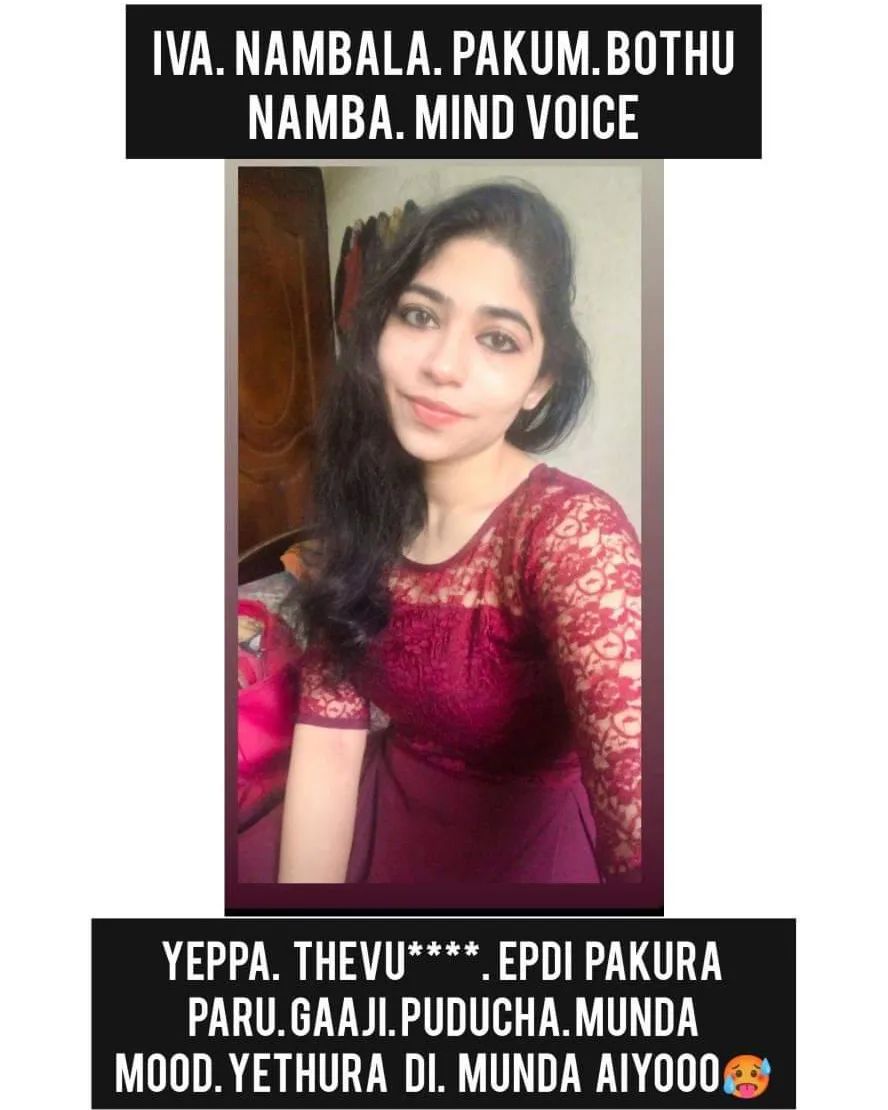 IVA. NAMBALA. PAKUM. BOTHU
NAMBA. MIND VOICE
YEPPA. THEVU****. EPDI PAKURA
PARU. GAAJI. PUDUCHA. MUNDA
MOOD. YETHURA DI. MUNDA AIYOOO🥵